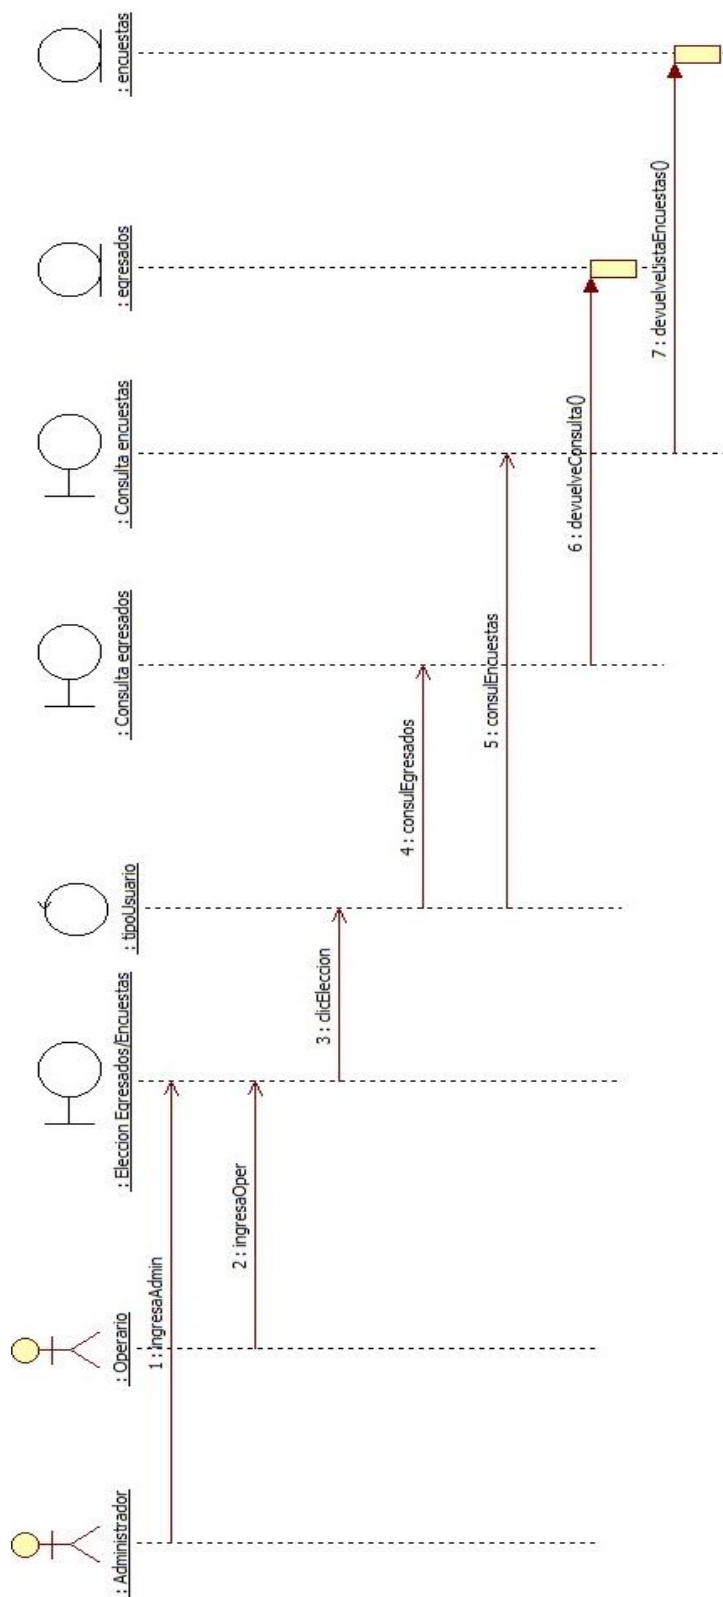 : Administrador
: Operario
: Eleccion Egresados/Encuestas
: tipoUsuario
: Consulta egresados
: Consulta encuestas
: egresados
: encuestas
1 : ingresaAdmin
2 : ingresaOper
3 : clicEleccion
4 : consulEgresados
5 : consulEncuestas
6 : devuelveConsulta()
7 : devuelveListaEncuestas()